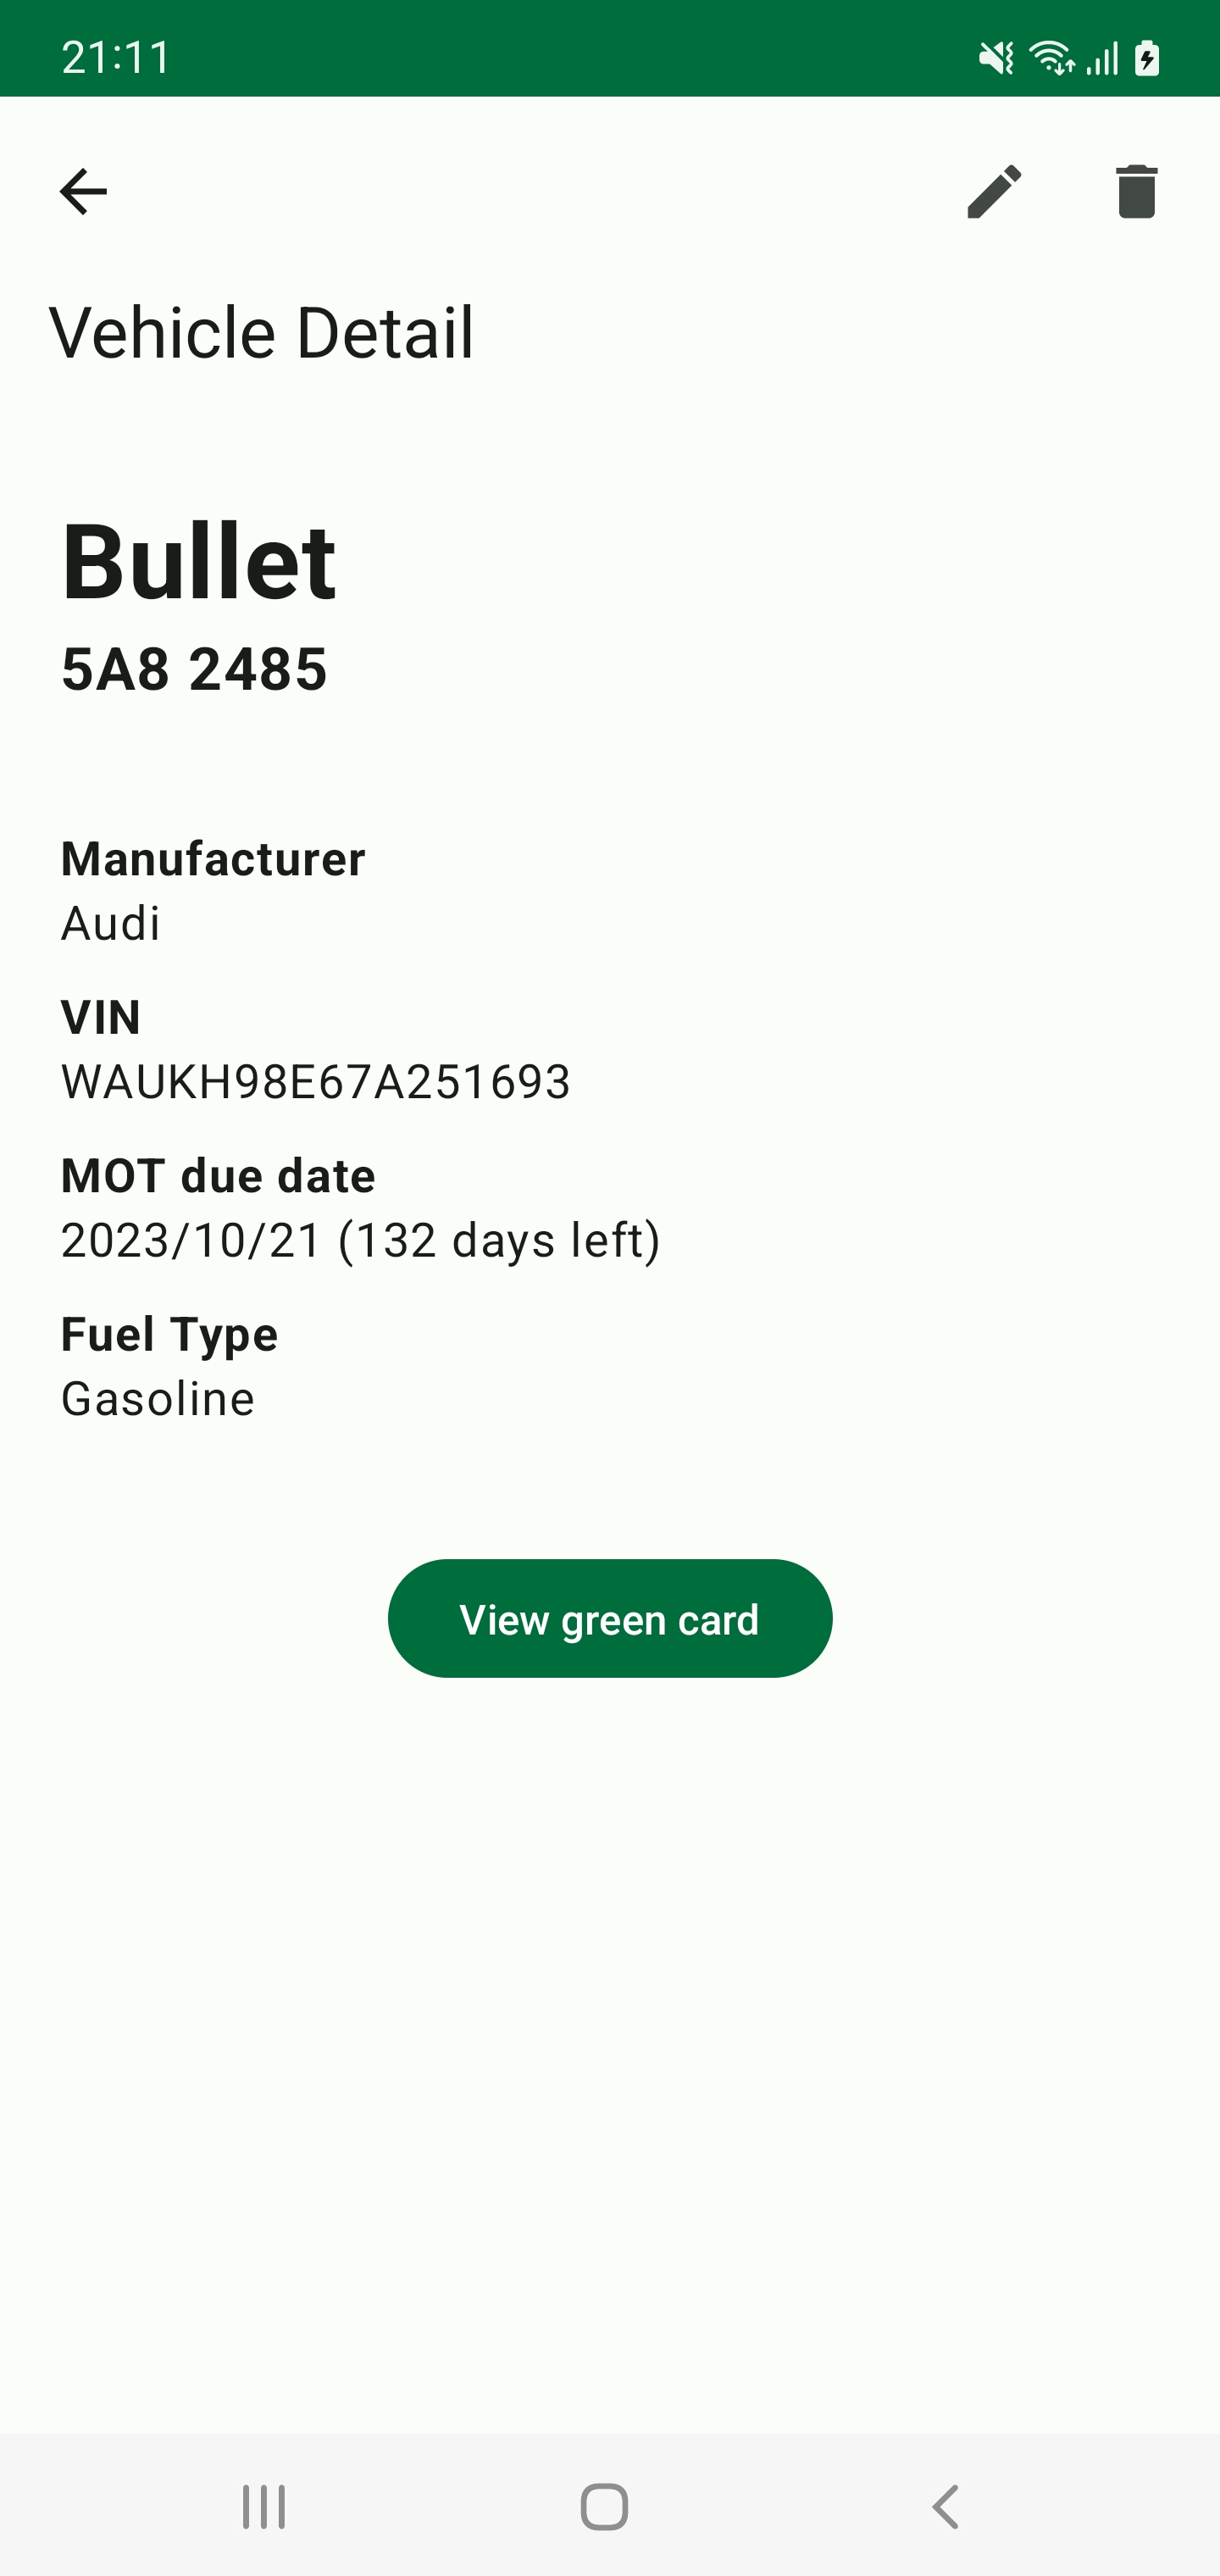 21:11
Vehicle Detail
Bullet
5A8 2485
Manufacturer
Audi
VIN
WAUKH98E67A251693
MOT due date
2023/10/21 (132 days left)
Fuel Type
Gasoline
View green card